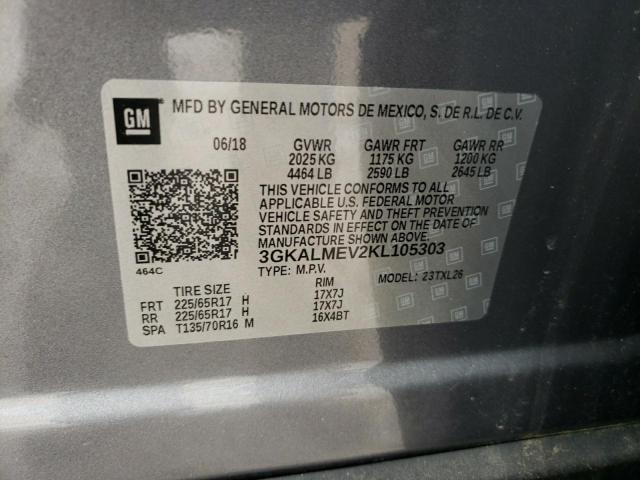 GM
MFD BY GENERAL MOTORS DE MEXICO, S. DE R.L. DE C.V.
06/18 GVWR GAWR FRT GAWR RR
2025 KG 1175 KG 1200 KG
4464 LB 2590 LB 2645 LB
THIS VEHICLE CONFORMS TO ALL
APPLICABLE U.S. FEDERAL MOTOR
VEHICLE SAFETY AND THEFT PREVENTION
STANDARDS IN EFFECT ON THE DATE OF
MANUFACTURE SHOWN ABOVE.
3GKALMEV2KL105303
464C TYPE: M.P.V. MODEL: 23TXL26
TIRE SIZE RIM
FRT 225/65R17 H 17X7J
RR 225/65R17 H 17X7J
SPA T135/70R16 M 16X4BT